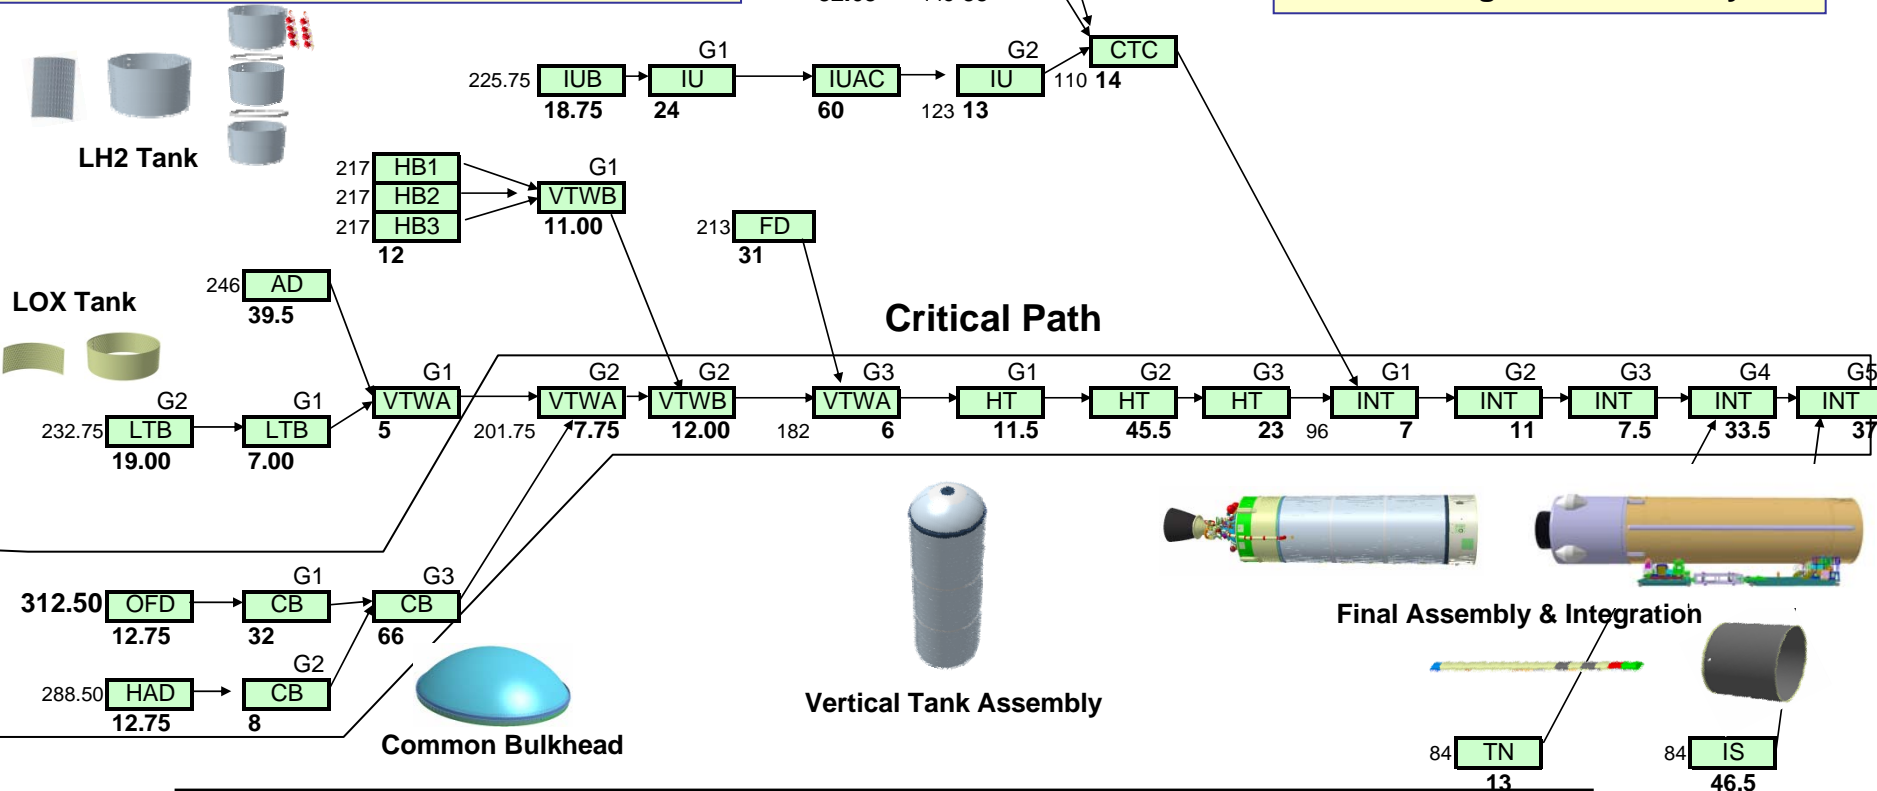 G1
G2
CTC
225.75
IUB
IU
IUAC
IU
110
14
18.75
24
60
123
13
LH2 Tank
217
HB1
G1
217
HB2
VTWB
217
HB3
11.00
12
213
FD
31
246
AD
39.5
LOX Tank
Critical Path
G1
G2
G2
G3
G1
G2
G3
G1
G2
G3
G4
G5
VTWA
VTWA
VTWB
VTWA
HT
HT
HT
INT
INT
INT
INT
INT
5
201.75
7.75
12.00
182
6
11.5
45.5
23
96
7
11
7.5
33.5
37
G2
G1
232.75
LTB
LTB
19.00
7.00
G1
G3
312.50
OFD
CB
CB
12.75
32
66
G2
288.50
HAD
CB
12.75
8
Common Bulkhead
Vertical Tank Assembly
Final Assembly & Integration
84
TN
13
84
IS
46.5